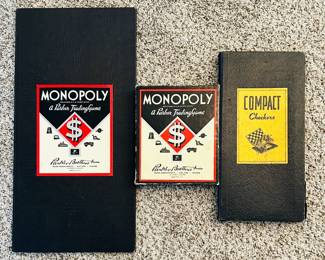 MONOPOLY
A Parker Trading Game
$
Parker Brothers Inc
MONOPOLY
A Parker Trading Game
$
Parker Brothers Inc
COMPACT
Checkers